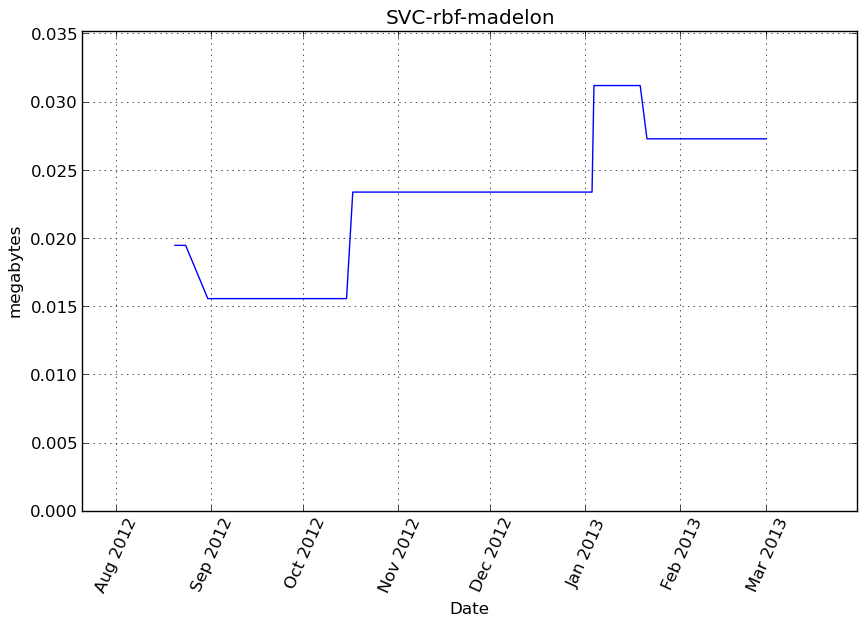 SVC-rbf-madelon
0.035
0.030
0.025
0.020
0.015
0.010
0.005
0.000
megabytes
Aug 2012
Sep 2012
Oct 2012
Nov 2012
Dec 2012
Jan 2013
Feb 2013
Mar 2013
Date